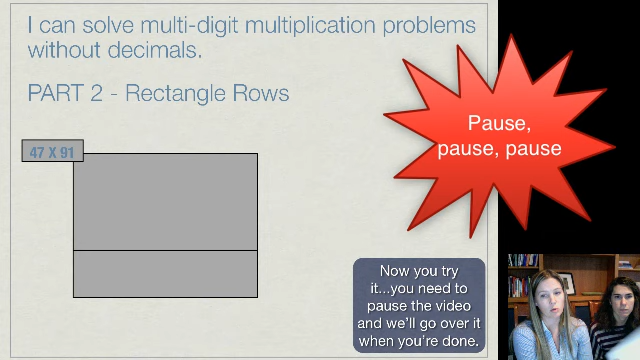 I can solve multi-digit multiplication problems
without decimals.
PART 2 - Rectangle Rows
Pause,
pause, pause
47 X 91
Now you try
it...you need to
pause the video
and we'll go over it
when you're done.